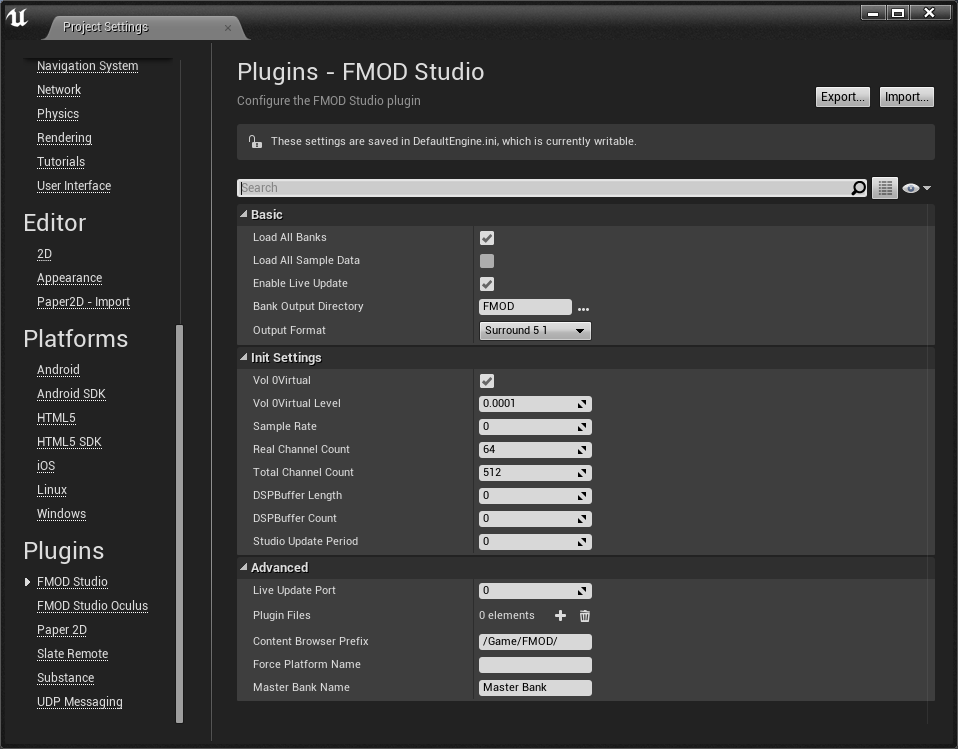 Project Settings
Navigation System
Network
Physics
Rendering
Tutorials
User Interface
Editor
2D
Appearance
Paper2D - Import
Platforms
Android
Android SDK
HTML5
HTML5 SDK
iOS
Linux
Windows
Plugins
FMOD Studio
FMOD Studio Oculus
Paper 2D
Slate Remote
Substance
UDP Messaging
Plugins - FMOD Studio
Configure the FMOD Studio plugin
Export... Import...
These settings are saved in DefaultEngine.ini, which is currently writable.
Search
Basic
Load All Banks
Load All Sample Data
Enable Live Update
Bank Output Directory FMOD ...
Output Format Surround 5 1
Init Settings
Vol 0Virtual
Vol 0Virtual Level 0.0001
Sample Rate 0
Real Channel Count 64
Total Channel Count 512
DSPBuffer Length 0
DSPBuffer Count 0
Studio Update Period 0
Advanced
Live Update Port 0
Plugin Files 0 elements
Content Browser Prefix /Game/FMOD/
Force Platform Name
Master Bank Name Master Bank